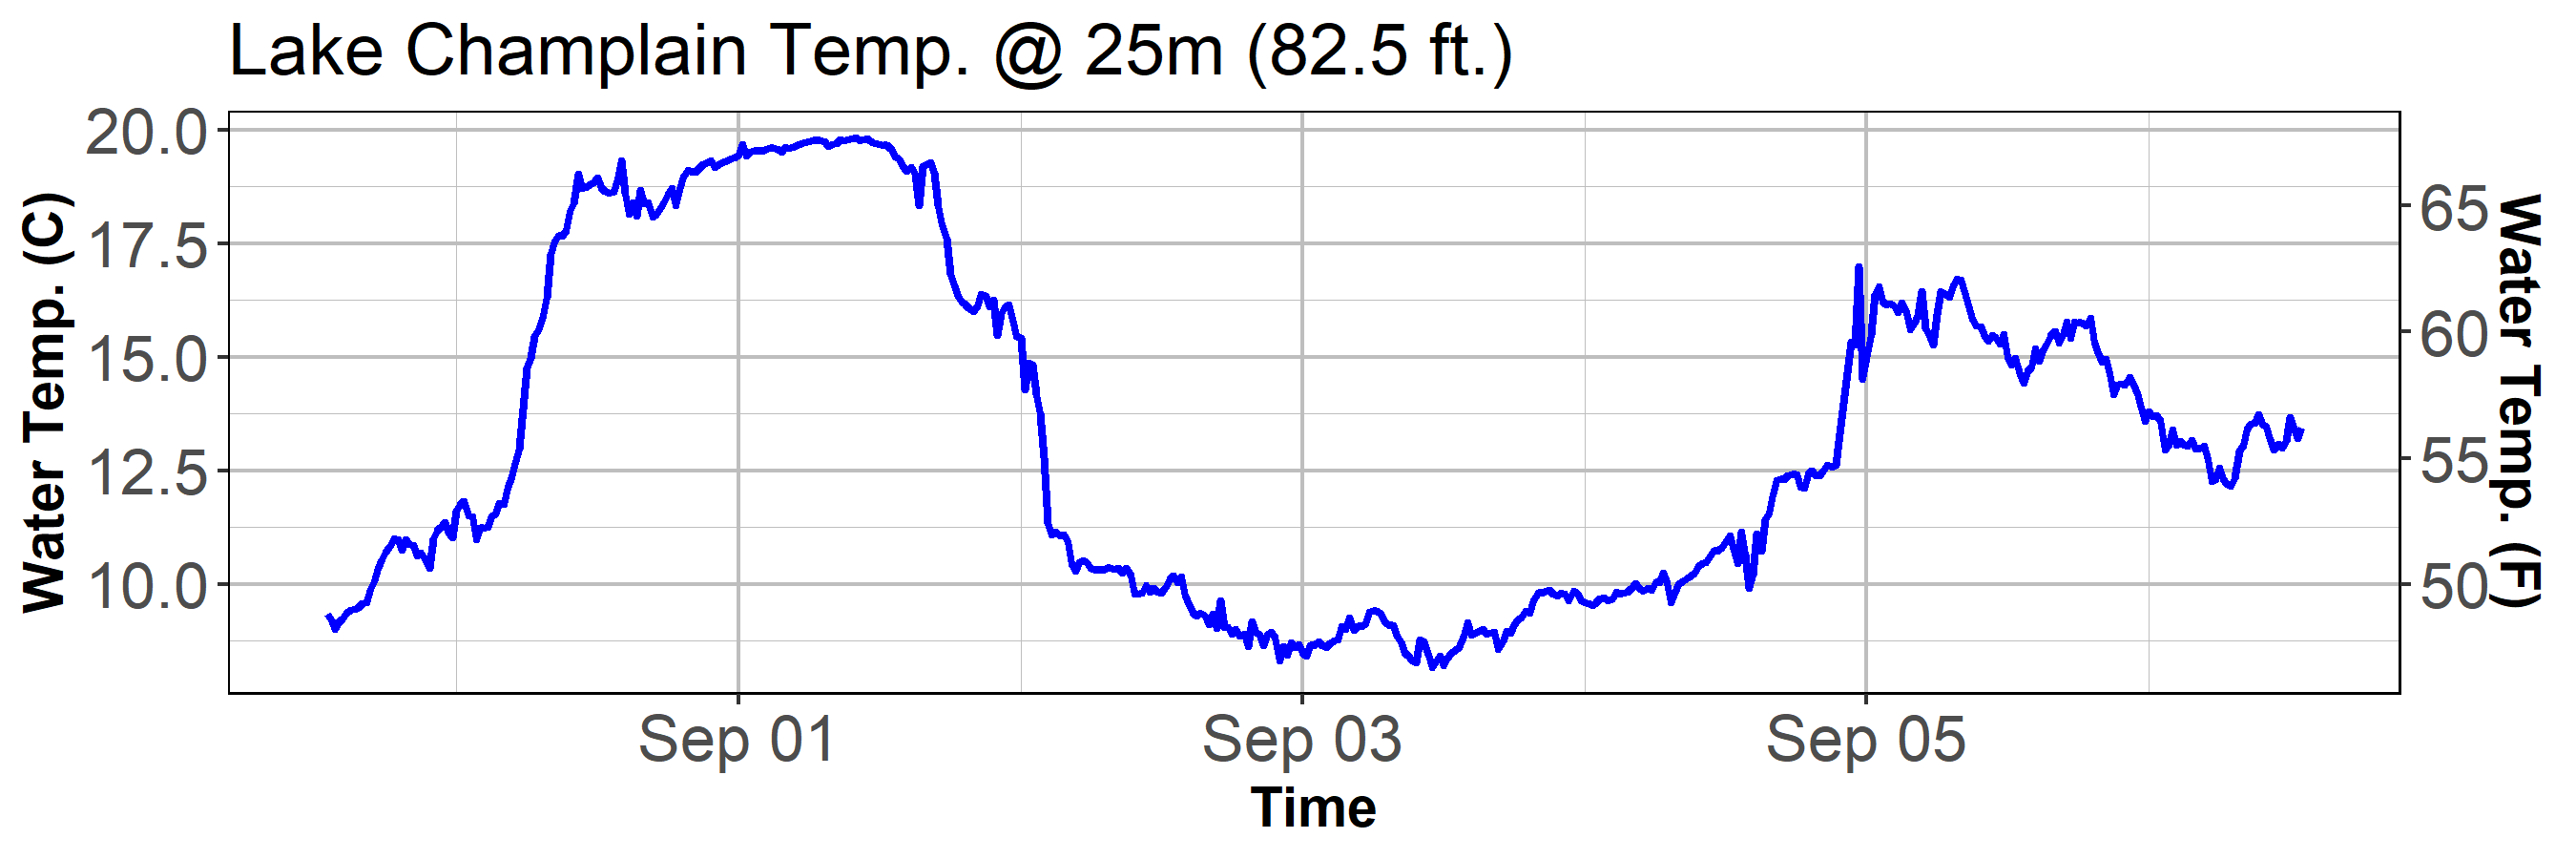 Lake Champlain Temp. @ 25m (82.5 ft.)
Water Temp. (C)
20.0
17.5
15.0
12.5
10.0
65
60
55
50
Water Temp. (F)
Sep 01
Sep 03
Sep 05
Time